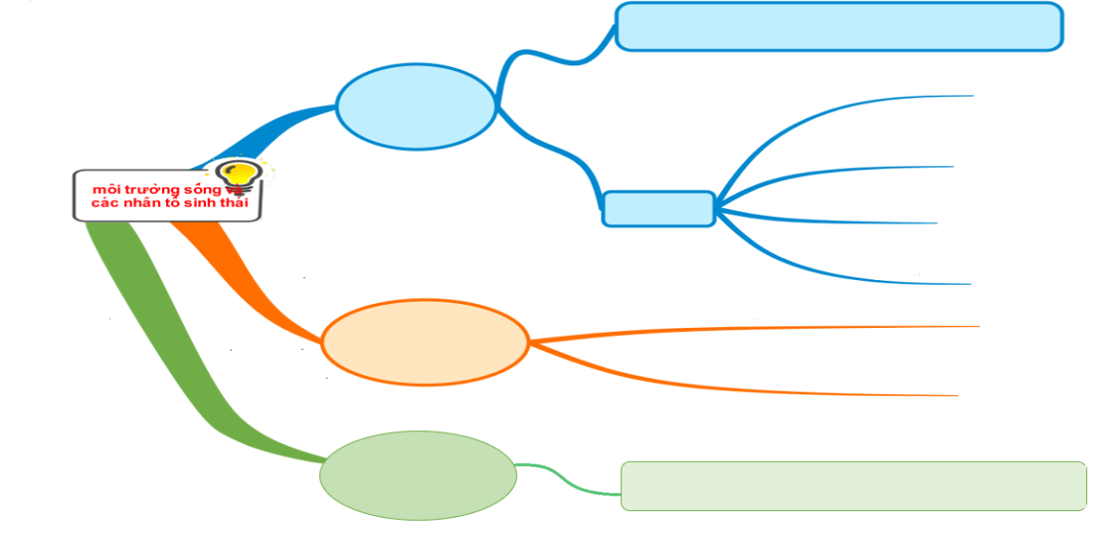 môi trường sống và
các nhân tố sinh thái